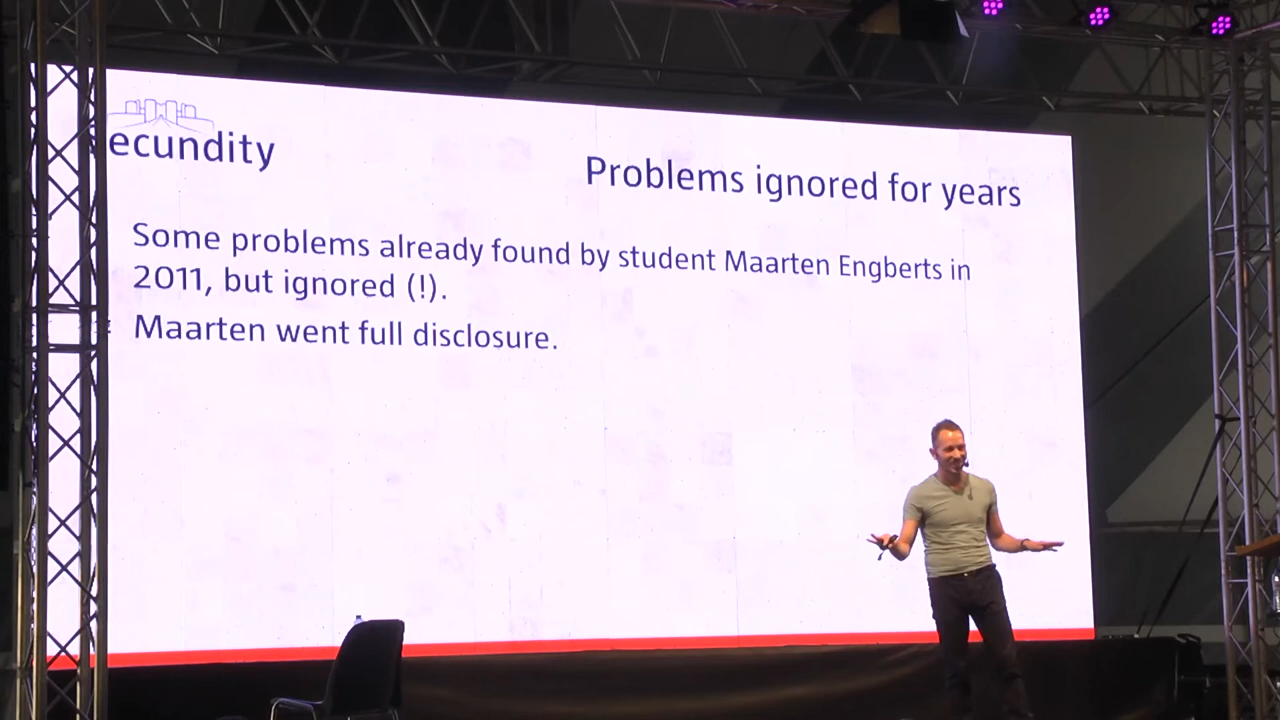 ecundity
Problems ignored for years
Some problems already found by student Maarten Engberts in
2011, but ignored (!).
Maarten went full disclosure.